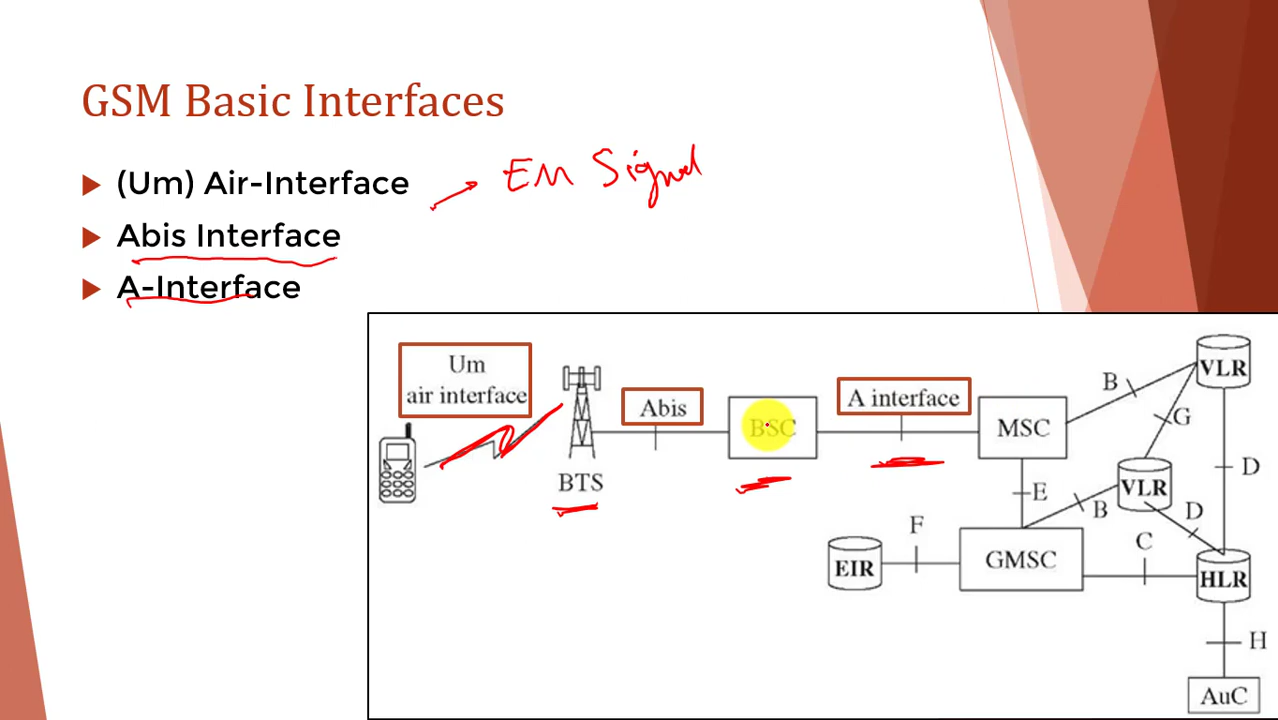 GSM Basic Interfaces
(Um) Air-Interface
EM Signal
Abis Interface
A-Interface
Um
air interface
BTS
Abis
BSC
A interface
MSC
B
VLR
G
D
E
B
VLR
D
EIR
F
GMSC
C
HLR
H
AuC